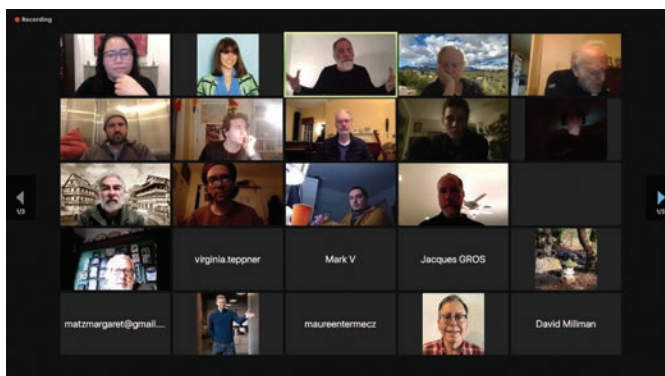 Recording
1/3
1/3
virginia.teppner
Mark V
Jacques GROS
matzmargaret@gmail....
maureentermecz
David Millman